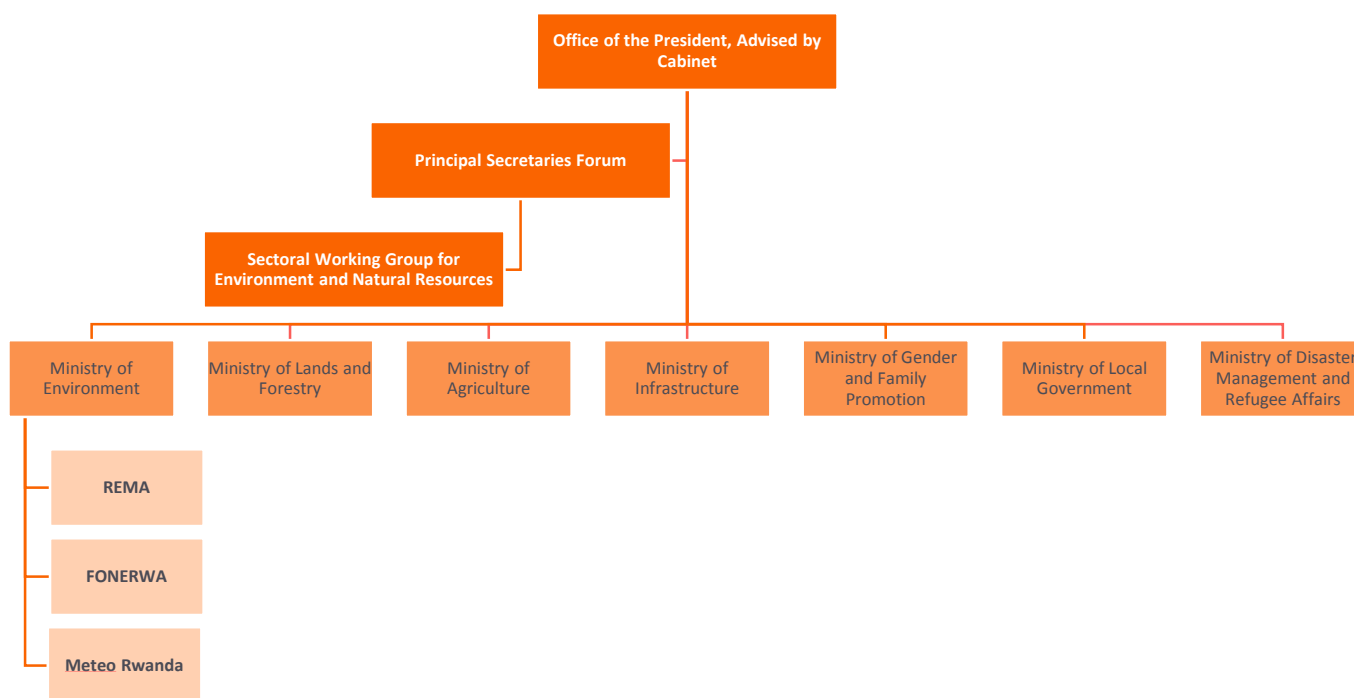 Office of the President, Advised by
Cabinet
Principal Secretaries Forum
Sectoral Working Group for
Environment and Natural Resources
Ministry of
Environment
Ministry of Lands and
Forestry
Ministry of
Agriculture
Ministry of
Infrastructure
Ministry of Gender
and Family
Promotion
Ministry of Local
Government
Ministry of Disaster
Management and
Refugee Affairs
REMA
FONERWA
Meteo Rwanda